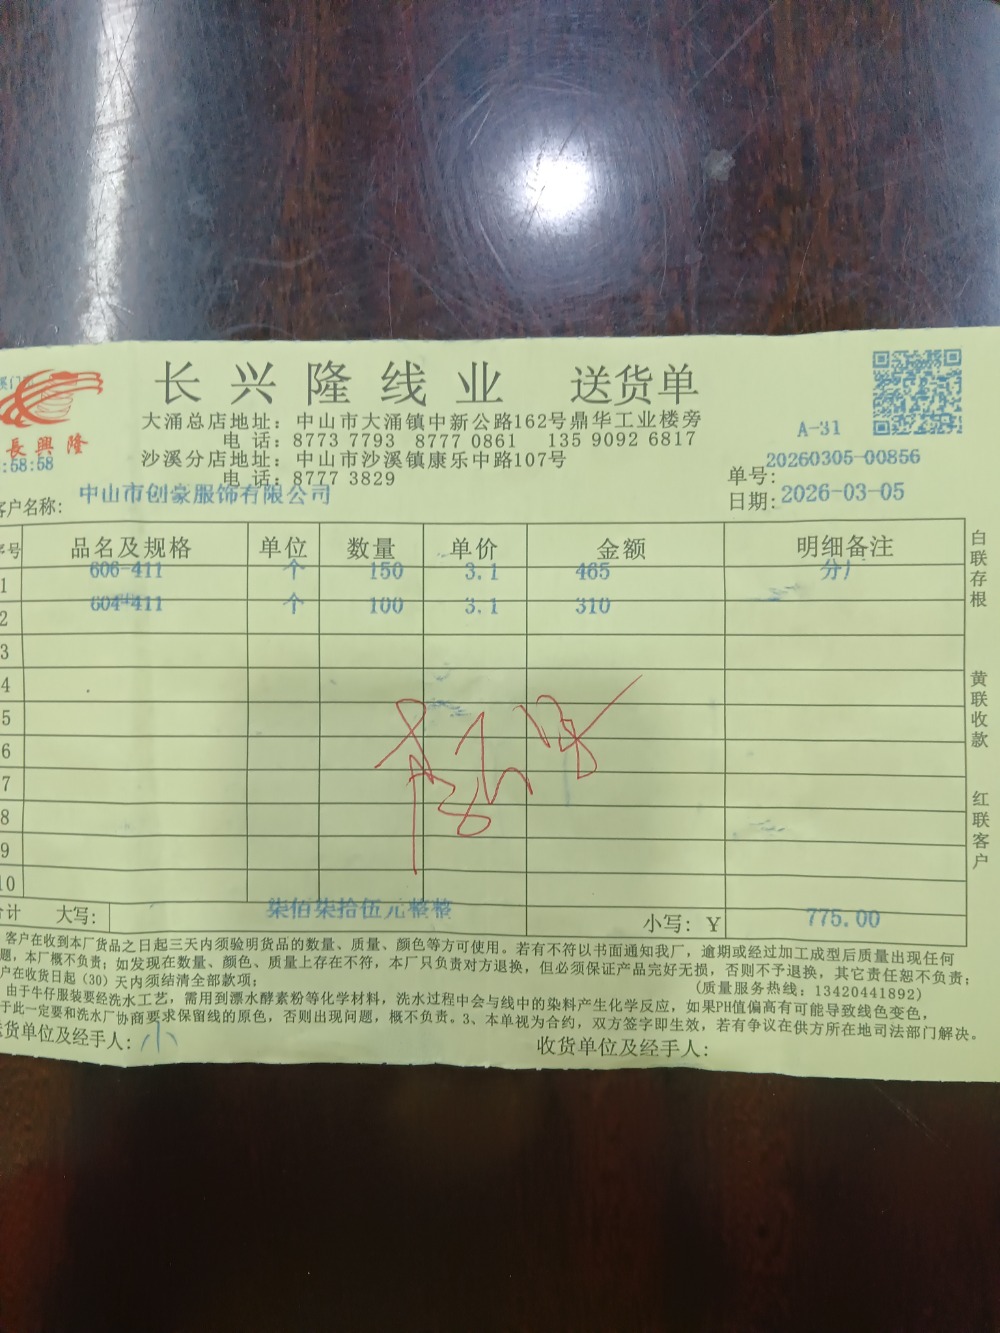 长兴隆线业 送货单
大涌总店地址：中山市大涌镇中新公路162号鼎华工业楼旁
电 话：8773 7793 8777 0861 135 9092 6817
A-31
沙溪分店地址：中山市沙溪镇康乐中路107号
電 话：8777 3829
長興隆
:58:58
单号：20260305-00856
日期：2026-03-05
客户名称：中山市创豪服饰有限公司
序号 品名及规格 单位 数量 单价 金额 明细备注
1 606-411 个 150 3.1 465
2 604-411 个 100 3.1 310
3
4
5
6
7
8
9
10
合计 大写：柒佰柒拾伍元整整 小写：Y 775.00
白联存根
黄联收款
红联客户
客户在收到本厂货品之日起三天内须验明货品的数量、质量、颜色等方可使用。若有不符以书面通知我厂，逾期或经过加工成型后质量出现任何
题，本厂概不负责；如发现在数量、颜色、质量上存在不符，本厂只负责对方退换，但必须保证产品完好无损，否则不予退换，其它责任恕不负责；
户在收货日起（30）天内须结清全部款项；
（质量服务热线：13420441892）
由于牛仔服装要经洗水工艺，需用到漂水酵素粉等化学材料，洗水过程中会与线中的染料产生化学反应，如果PH值偏高有可能导致线色变色，
于此一定要和洗水厂协商要求保留线的原色，否则出现问题，概不负责。3、本单视为合约，双方签字即生效，若有争议在供方所在地司法部门解决。
送货单位及经手人：小
收货单位及经手人：